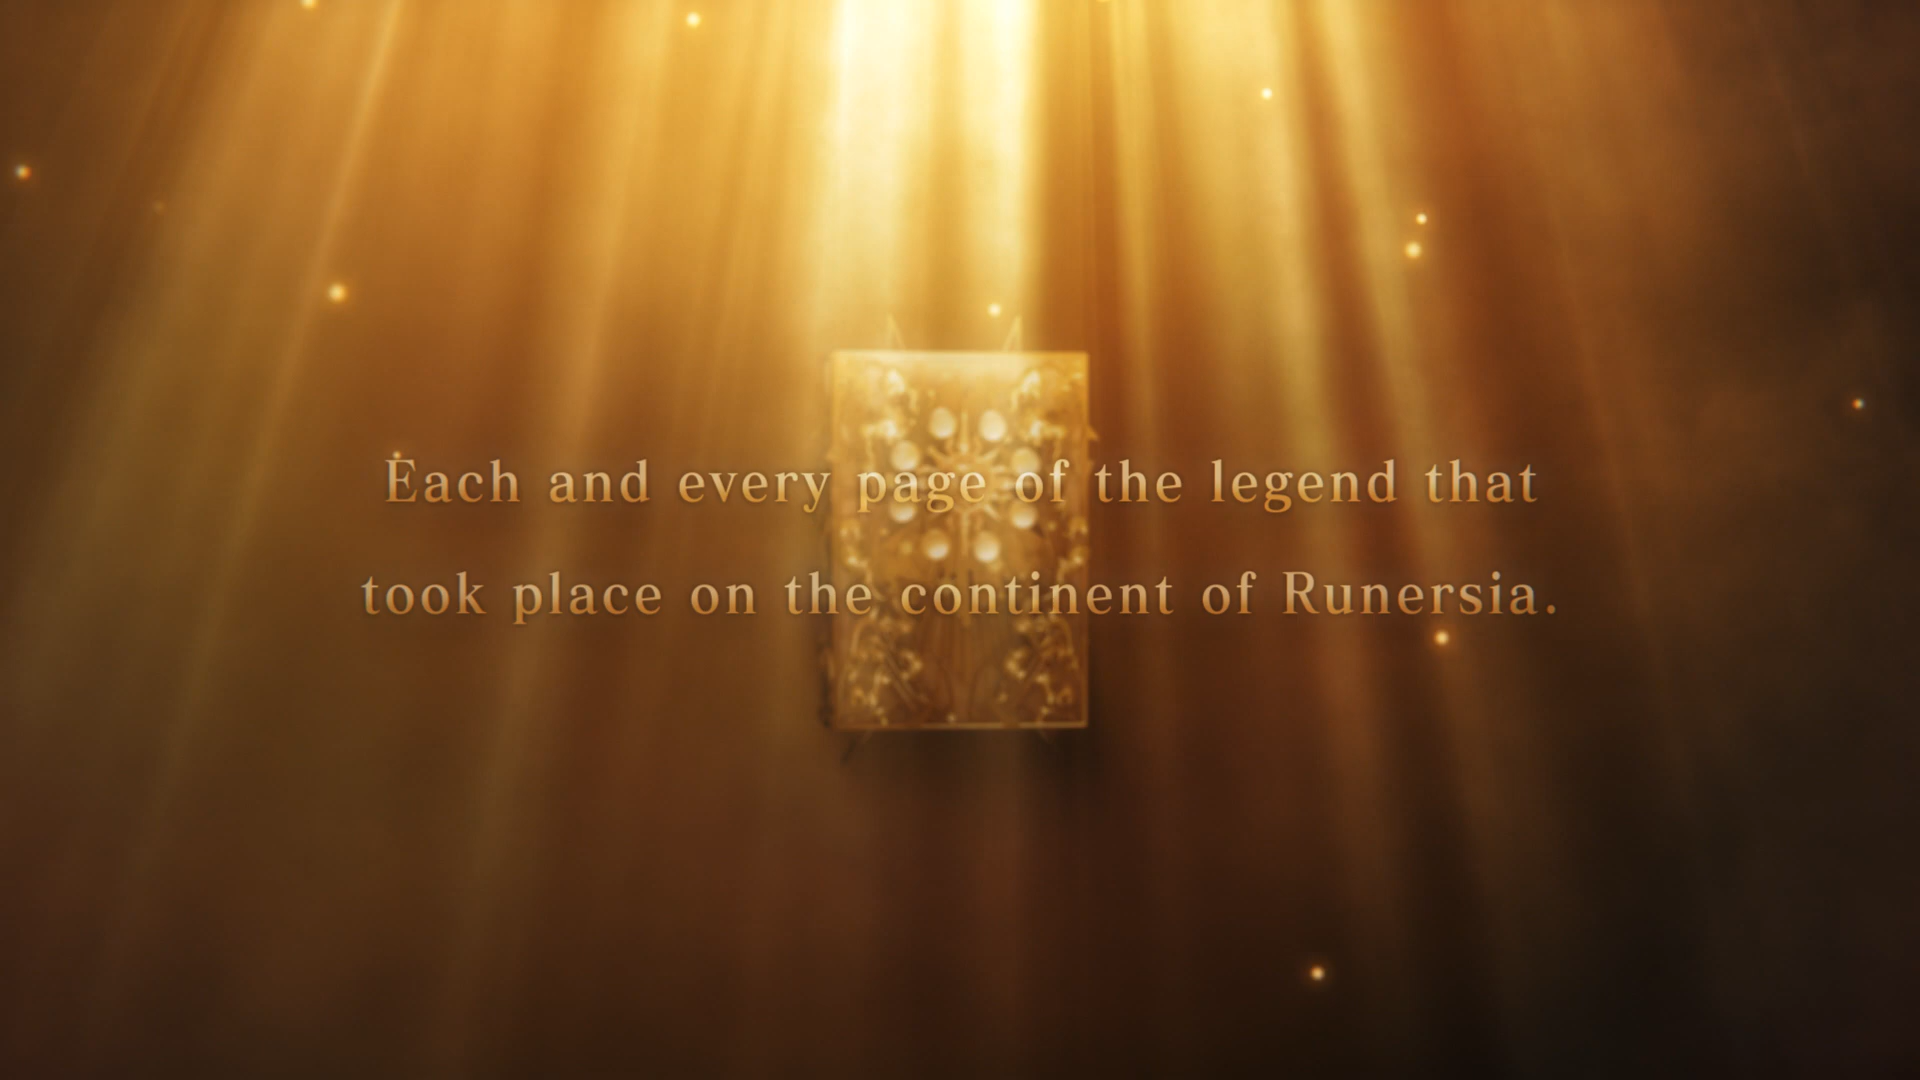 Each and every page of the legend that
took place on the continent of Runersia.